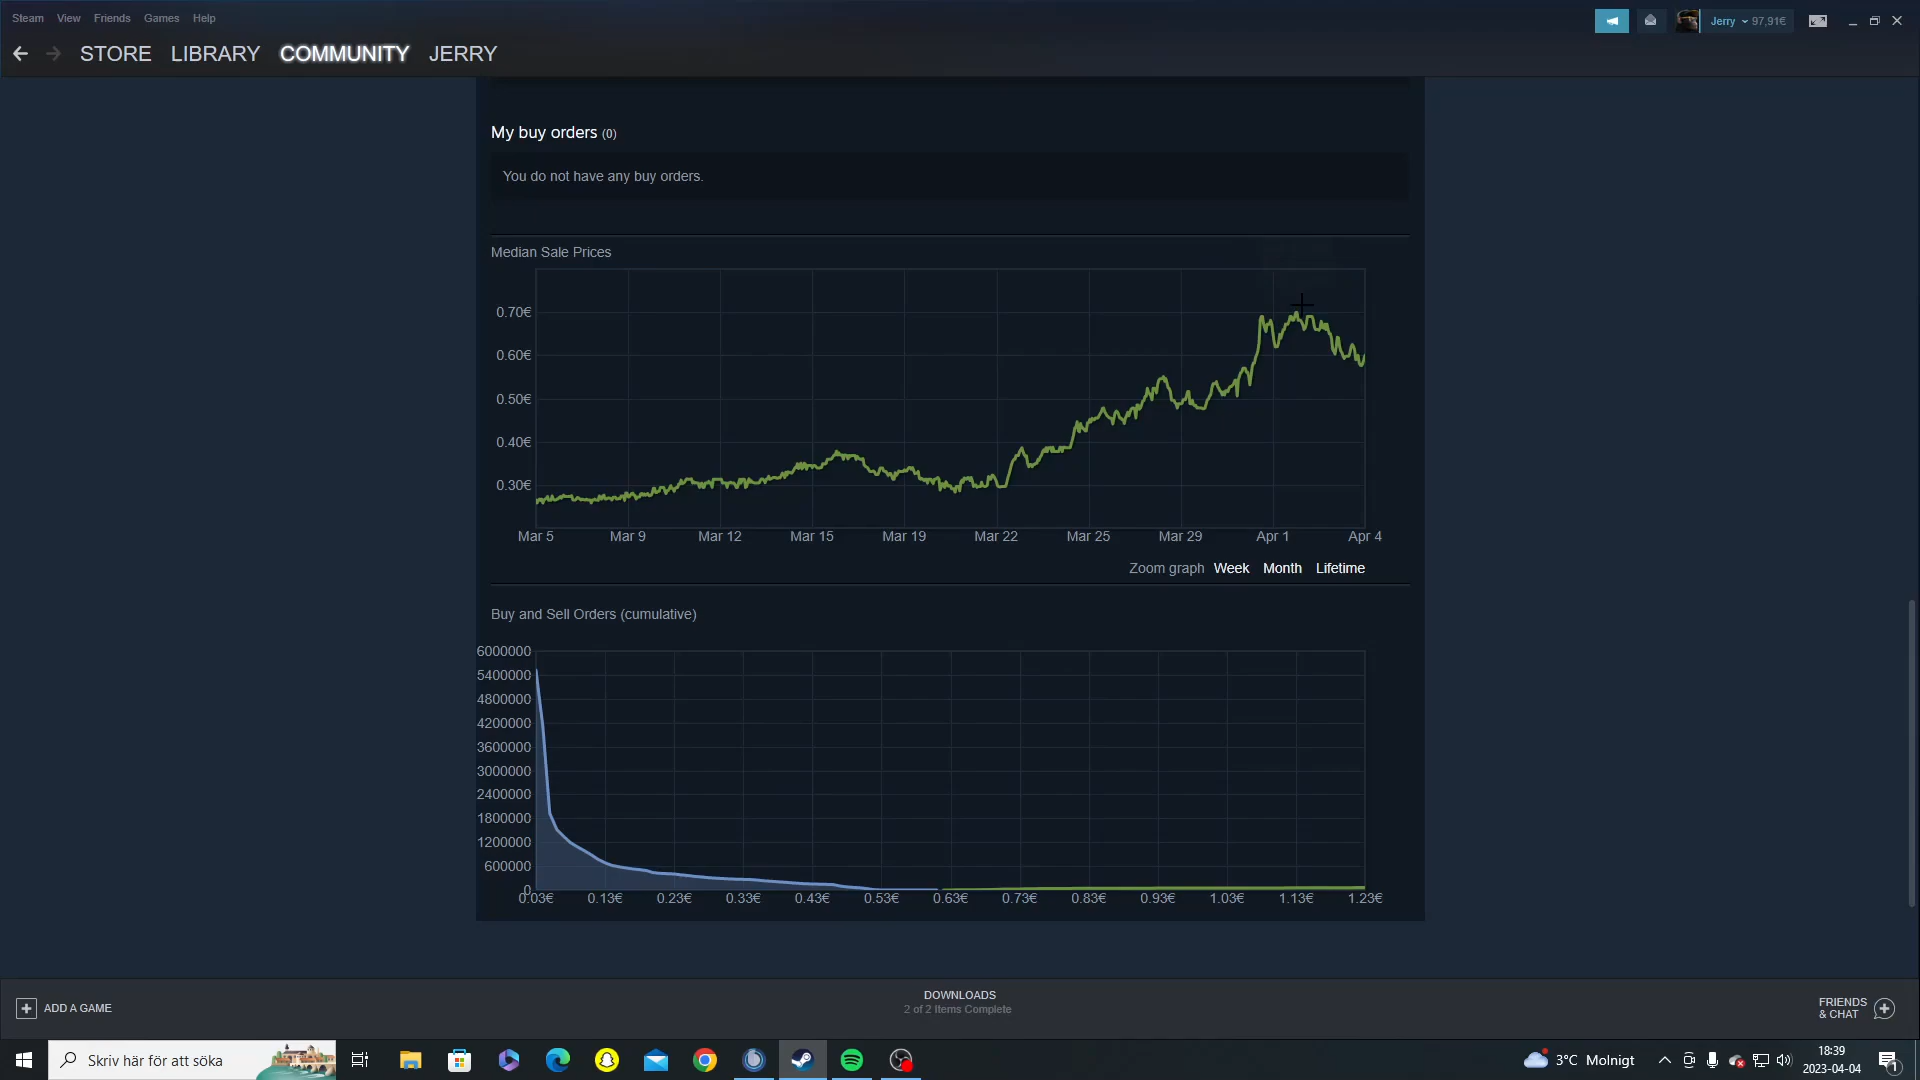 Steam View Friends Games Help
Jerry 97,91€
STORE LIBRARY COMMUNITY JERRY
My buy orders (0)
You do not have any buy orders.
Median Sale Prices
0.70€
0.60€
0.50€
0.40€
0.30€
Mar 5 Mar 9 Mar 12 Mar 15 Mar 19 Mar 22 Mar 25 Mar 29 Apr 1 Apr 4
Zoom graph Week Month Lifetime
Buy and Sell Orders (cumulative)
6000000
5400000
4800000
4200000
3600000
3000000
2400000
1800000
1200000
600000
0
0.03€ 0.13€ 0.23€ 0.33€ 0.43€ 0.53€ 0.63€ 0.73€ 0.83€ 0.93€ 1.03€ 1.13€ 1.23€
ADD A GAME
DOWNLOADS
2 of 2 Items Complete
FRIENDS
& CHAT
Skriv här för att söka
3°C Molnigt
18:39
2023-04-04
1